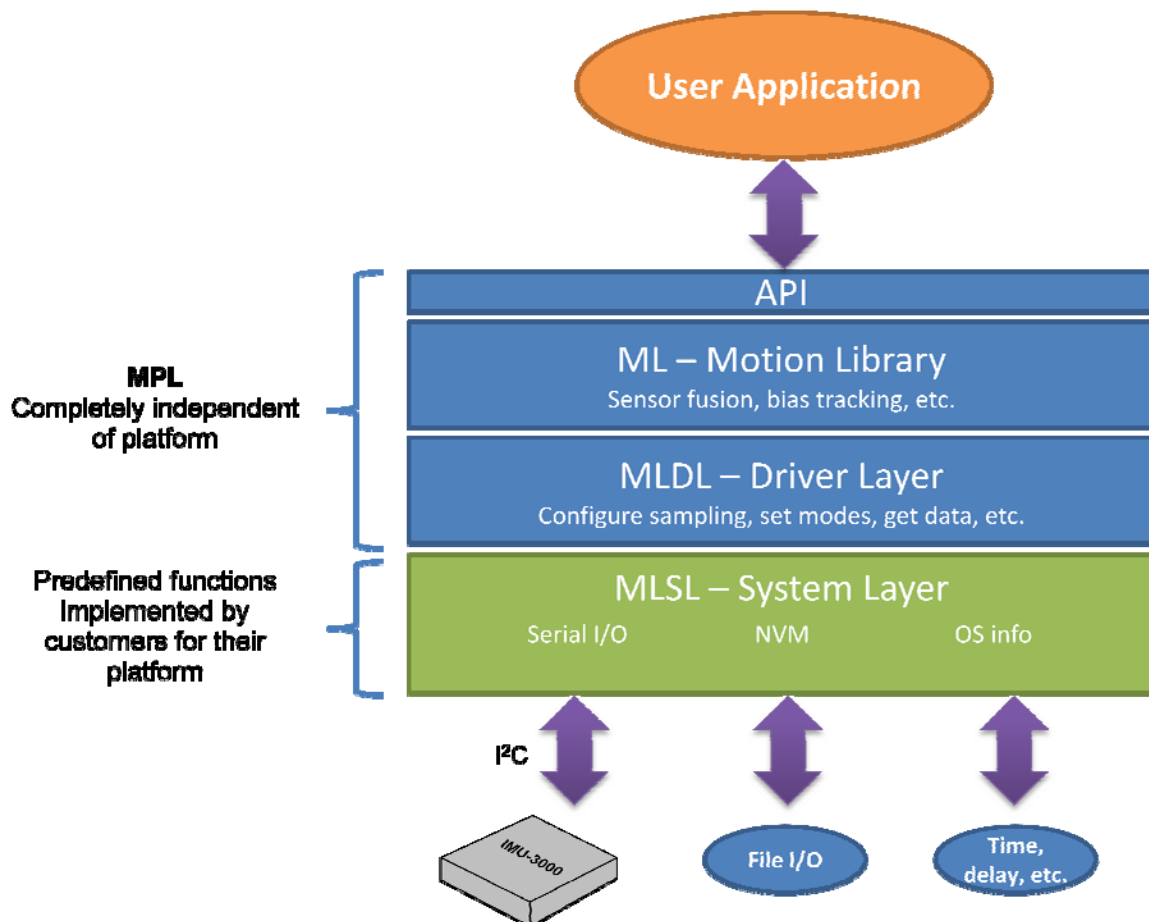 User Application
API
ML – Motion Library
Sensor fusion, bias tracking, etc.
MPL
Completely independent
of platform
MLDL – Driver Layer
Configure sampling, set modes, get data, etc.
Predefined functions
Implemented by
customers for their
platform
MLSL – System Layer
Serial I/O NVM OS info
I²C
IMU-3000
File I/O
Time,
delay, etc.